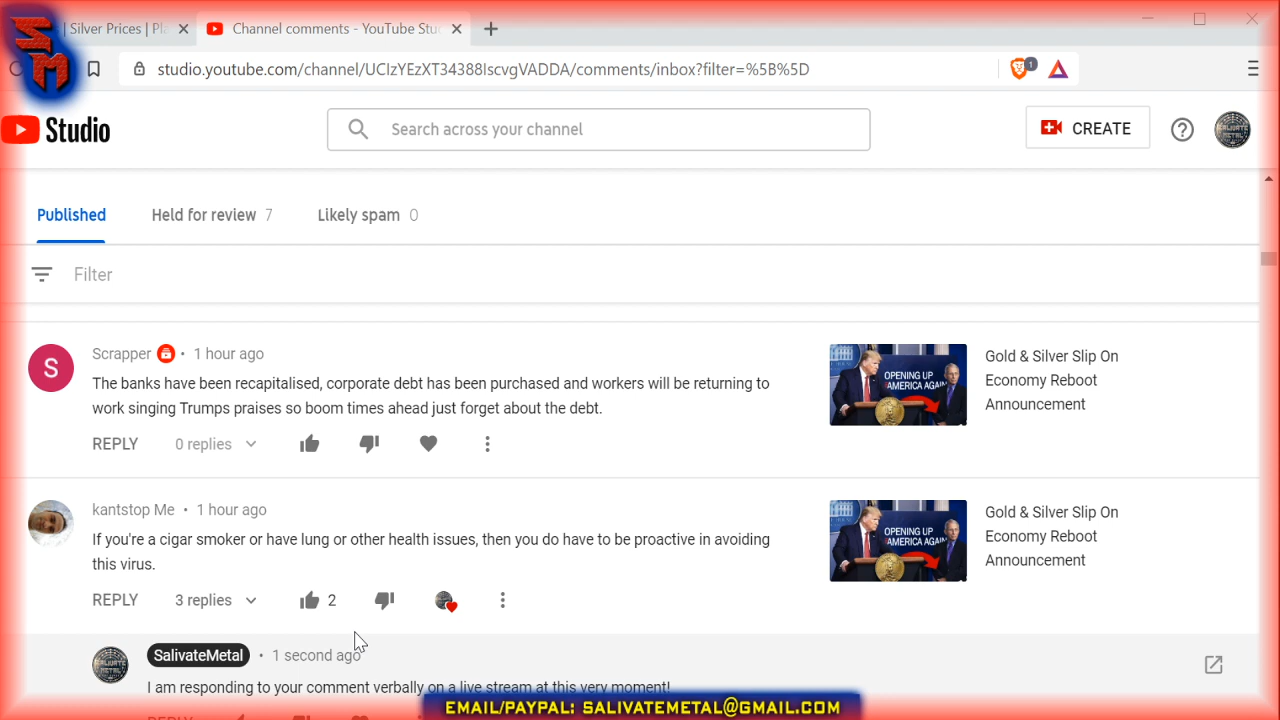 SM
| Silver Prices | Pla
Channel comments - YouTube Stu
studio.youtube.com/channel/UCIzYEzXT34388IscvgVADDA/comments/inbox?filter=%5B%5D
1
Studio
Search across your channel
CREATE
Published
Held for review 7
Likely spam 0
Filter
S
Scrapper • 1 hour ago
The banks have been recapitalised, corporate debt has been purchased and workers will be returning to
work singing Trumps praises so boom times ahead just forget about the debt.
REPLY 0 replies
OPENING UP
AMERICA AGAIN
Gold & Silver Slip On
Economy Reboot
Announcement
kantstop Me • 1 hour ago
If you're a cigar smoker or have lung or other health issues, then you do have to be proactive in avoiding
this virus.
REPLY 3 replies 2
OPENING UP
AMERICA AGAIN
Gold & Silver Slip On
Economy Reboot
Announcement
SalivateMetal • 1 second ago
I am responding to your comment verbally on a live stream at this very moment!
EMAIL/PAYPAL: SALIVATEMETAL@GMAIL.COM